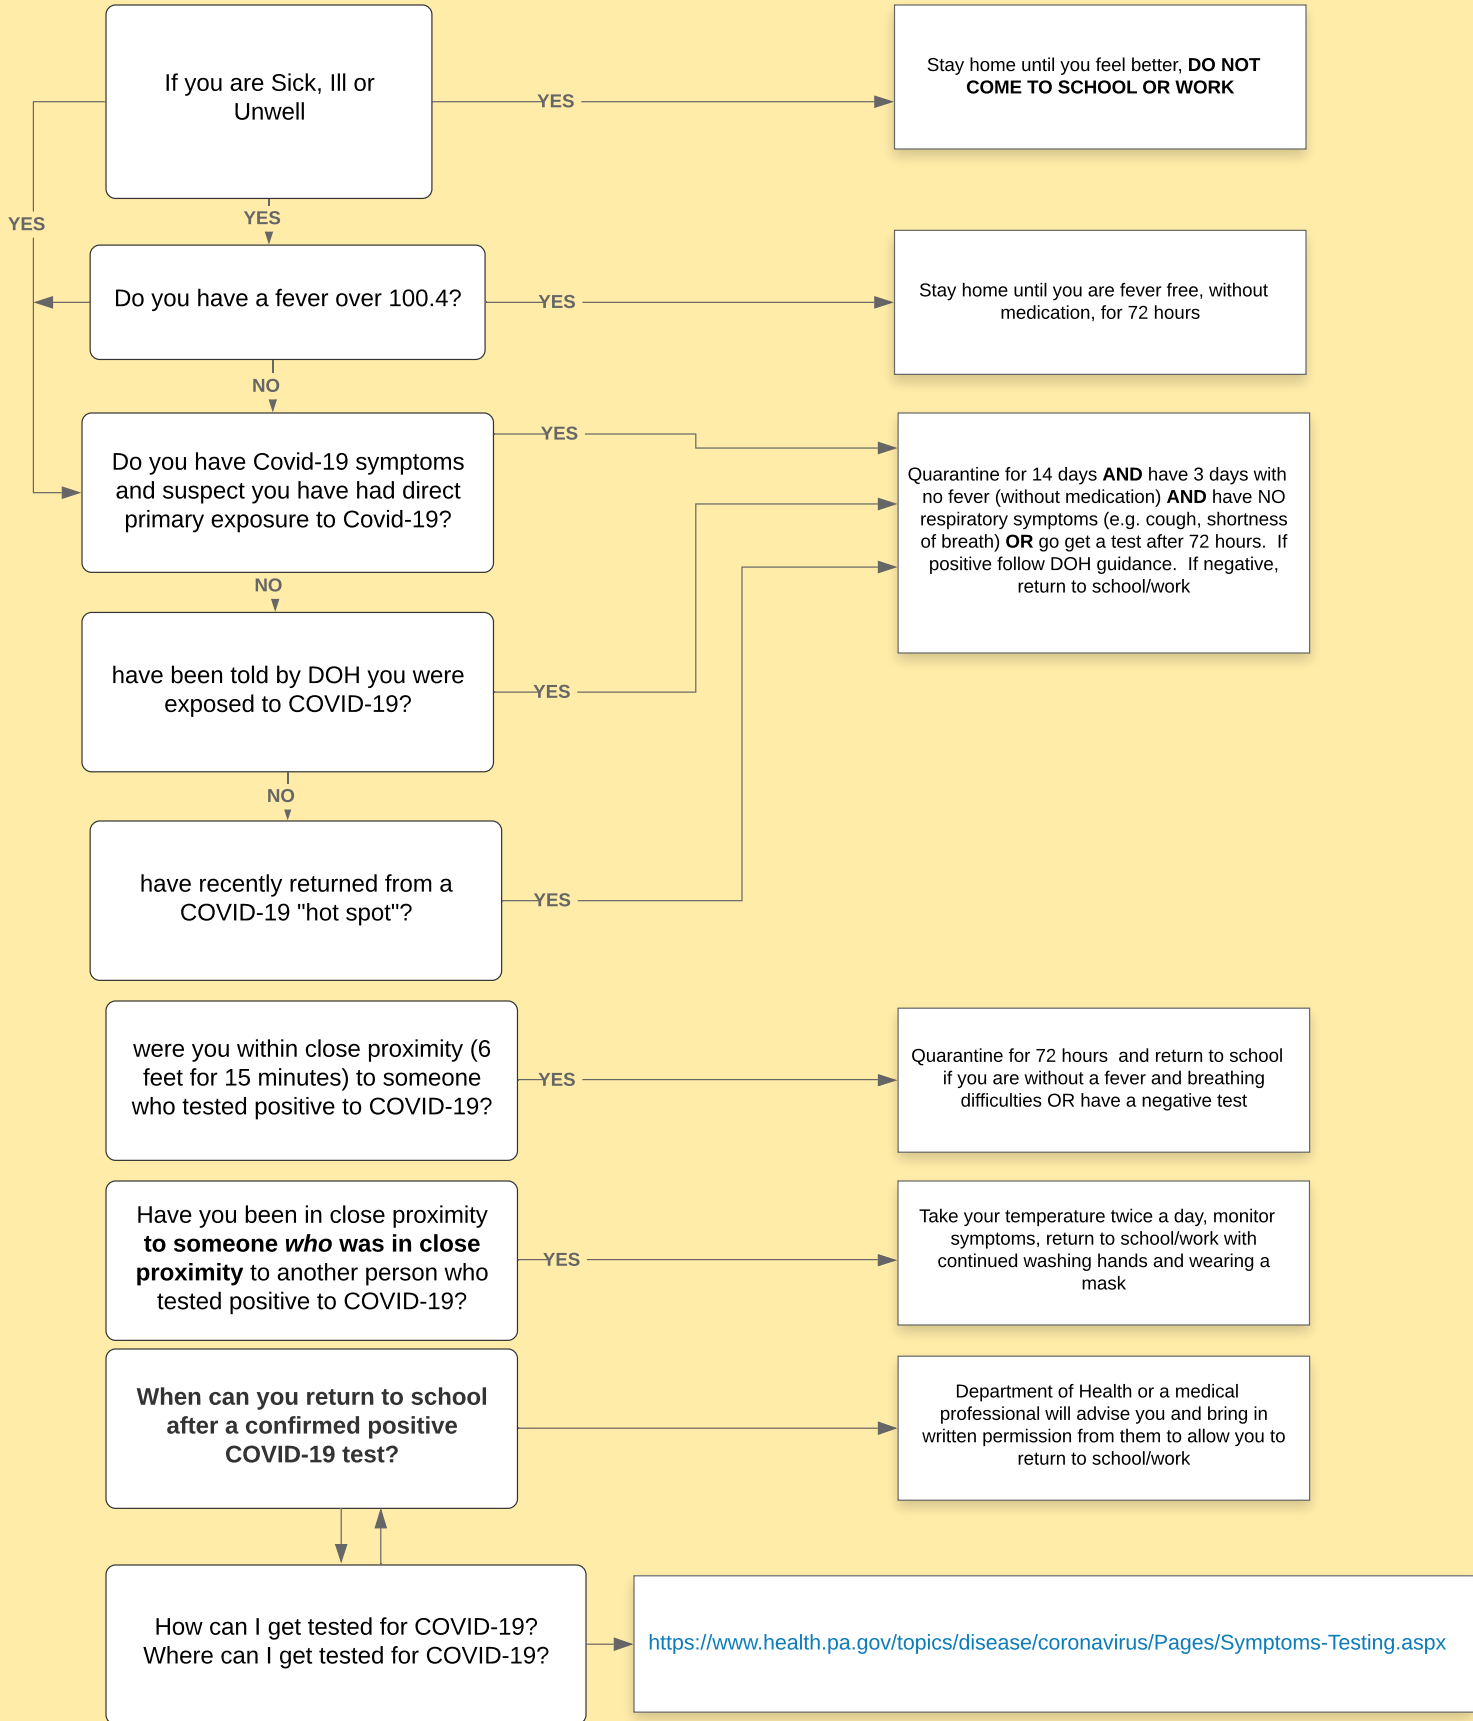 If you are Sick, Ill or
Unwell
YES
Stay home until you feel better, DO NOT
COME TO SCHOOL OR WORK
YES
YES
Do you have a fever over 100.4?
YES
Stay home until you are fever free, without
medication, for 72 hours
NO
Do you have Covid-19 symptoms
and suspect you have had direct
primary exposure to Covid-19?
YES
Quarantine for 14 days AND have 3 days with
no fever (without medication) AND have NO
respiratory symptoms (e.g. cough, shortness
of breath) OR go get a test after 72 hours.  If
positive follow DOH guidance.  If negative,
return to school/work
NO
have been told by DOH you were
exposed to COVID-19?
YES
NO
have recently returned from a
COVID-19 "hot spot"?
YES
were you within close proximity (6
feet for 15 minutes) to someone
who tested positive to COVID-19?
YES
Quarantine for 72 hours  and return to school
if you are without a fever and breathing
difficulties OR have a negative test
Have you been in close proximity
to someone who was in close
proximity to another person who
tested positive to COVID-19?
YES
Take your temperature twice a day, monitor
symptoms, return to school/work with
continued washing hands and wearing a
mask
When can you return to school
after a confirmed positive
COVID-19 test?
Department of Health or a medical
professional will advise you and bring in
written permission from them to allow you to
return to school/work
How can I get tested for COVID-19?
Where can I get tested for COVID-19?
https://www.health.pa.gov/topics/disease/coronavirus/Pages/Symptoms-Testing.aspx